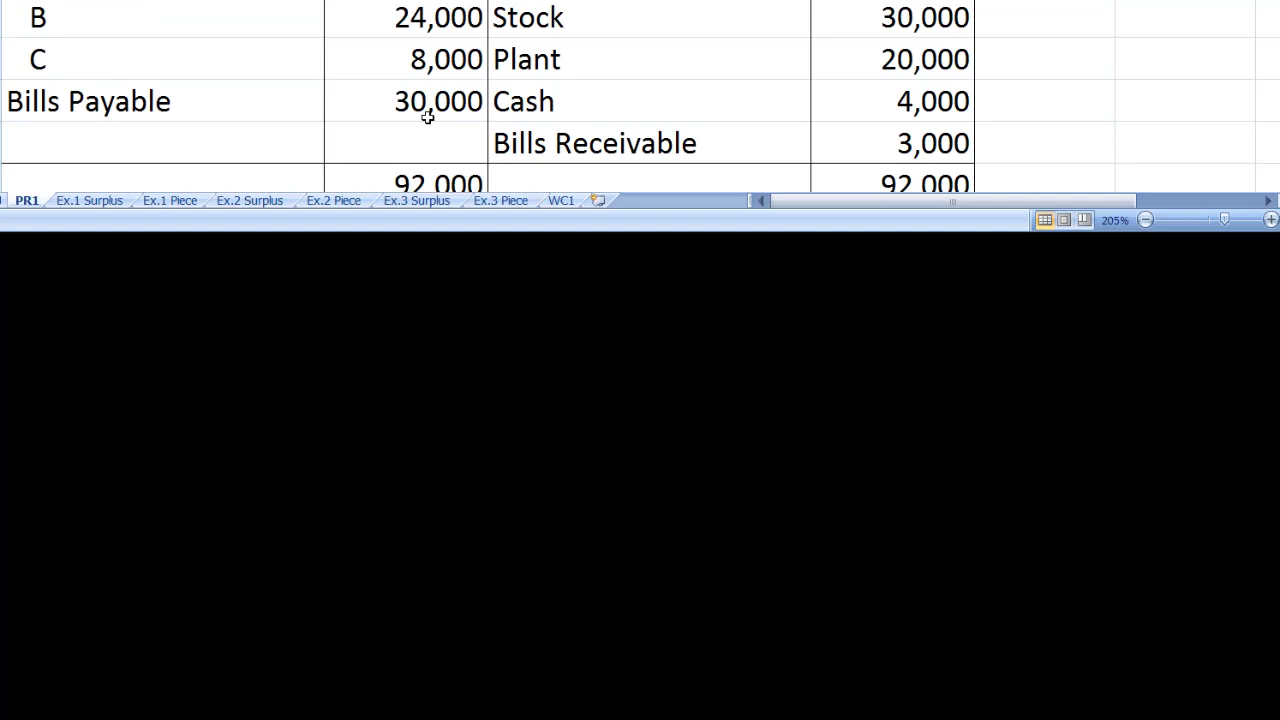 B 24,000 Stock 30,000
C 8,000 Plant 20,000
Bills Payable 30,000 Cash 4,000
Bills Receivable 3,000
92,000 92,000
PR1 Ex.1 Surplus Ex.1 Piece Ex.2 Surplus Ex.2 Piece Ex.3 Surplus Ex.3 Piece WC1
205%